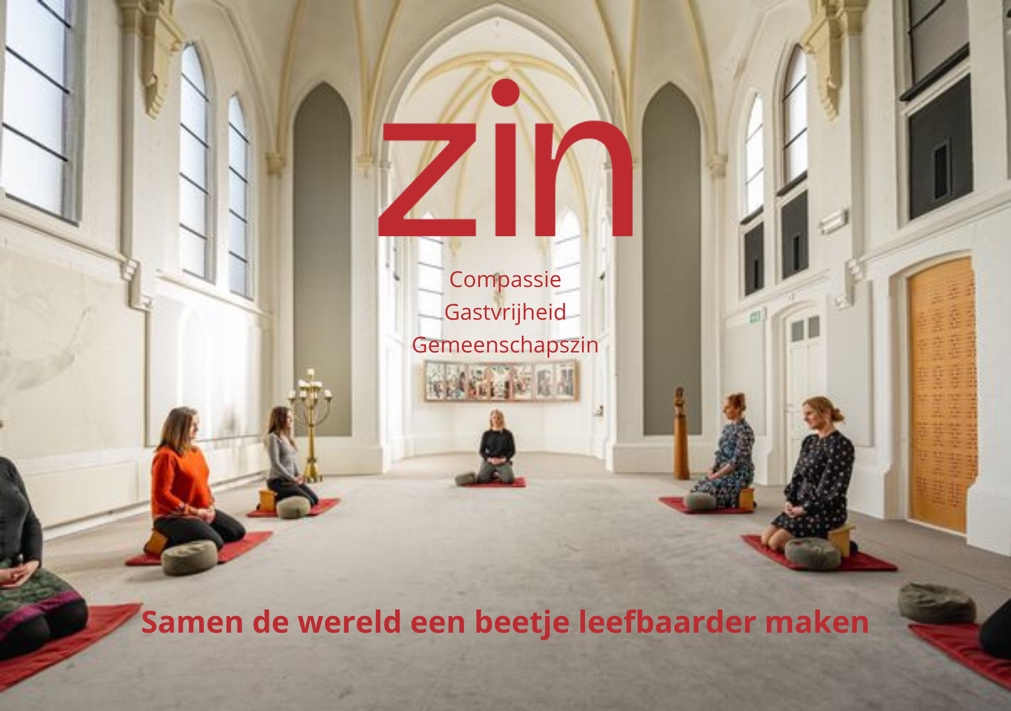 zin
Compassie
Gastvrijheid
Gemeenschapszin
Samen de wereld een beetje leefbaarder maken